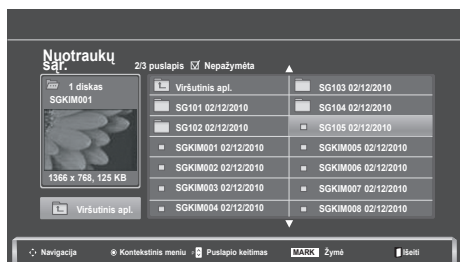 Nuotraukų sąr.
2/3 puslapis ☑ Nepažymėta
1 diskas
SGKIM001
1366 x 768, 125 KB
Viršutinis apl.
Viršutinis apl.
SG101 02/12/2010
SG102 02/12/2010
SGKIM001 02/12/2010
SGKIM002 02/12/2010
SGKIM003 02/12/2010
SGKIM004 02/12/2010
SG103 02/12/2010
SG104 02/12/2010
SG105 02/12/2010
SGKIM005 02/12/2010
SGKIM006 02/12/2010
SGKIM007 02/12/2010
SGKIM008 02/12/2010
Navigacija Kontekstinis meniu Puslapio keitimas MARK Žymė Išeiti